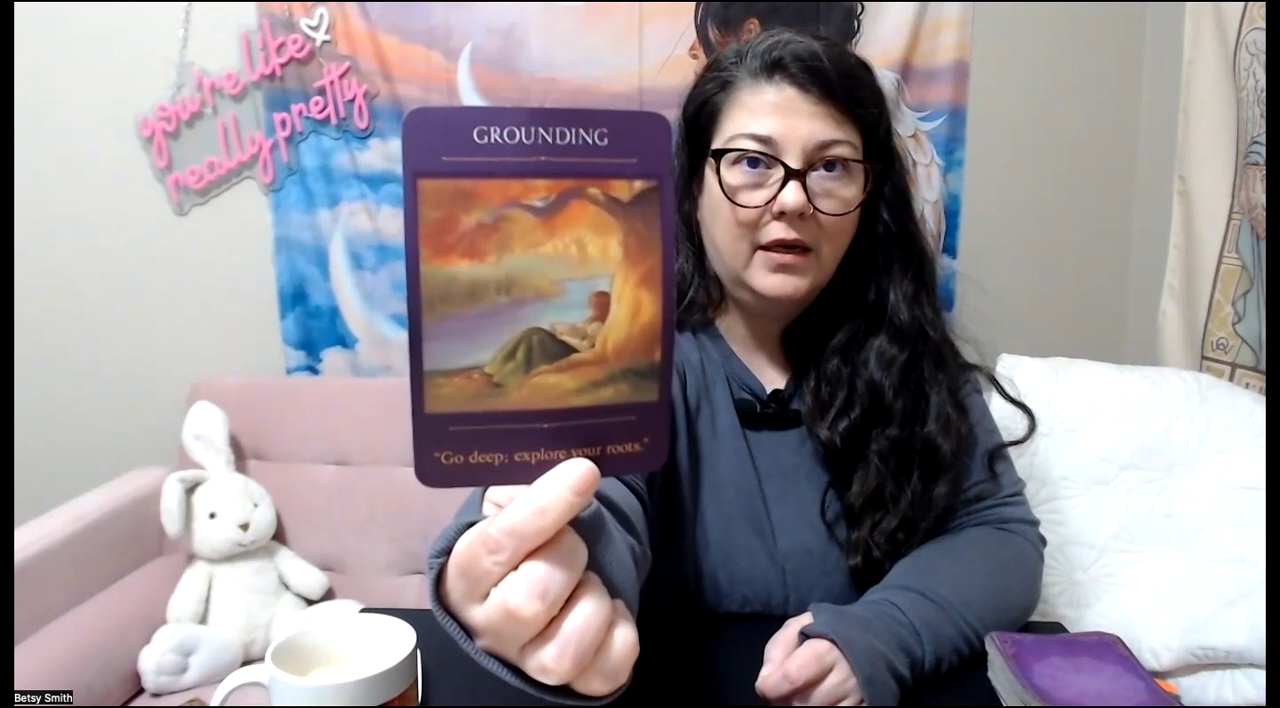 you're like
really pretty
GROUNDING
"Go deep; explore your roots."
Betsy Smith